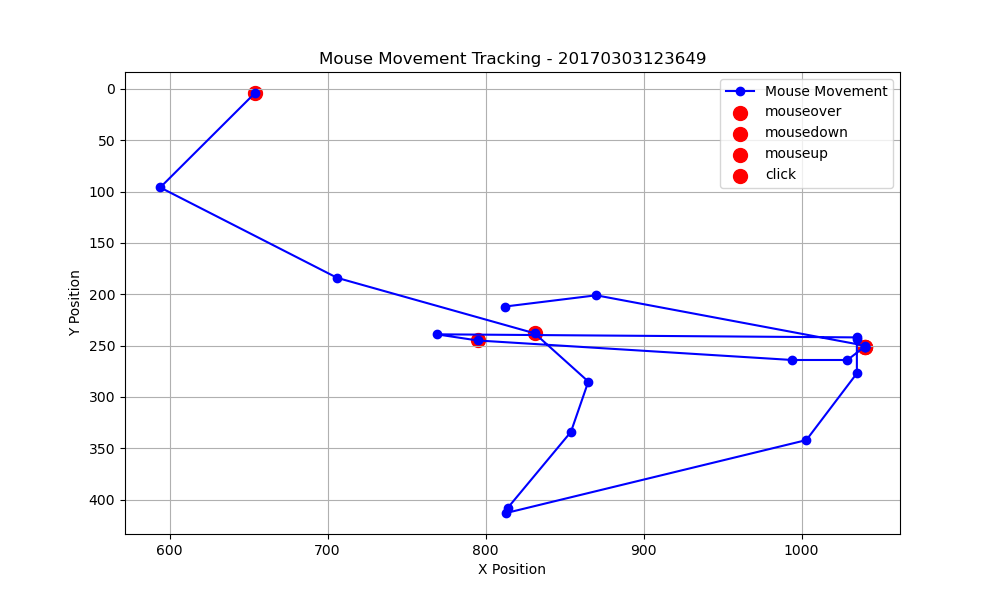 Mouse Movement Tracking - 20170303123649
Mouse Movement
mouseover
mousedown
mouseup
click
Y Position
0
50
100
150
200
250
300
350
400
600
700
800
900
1000
X Position